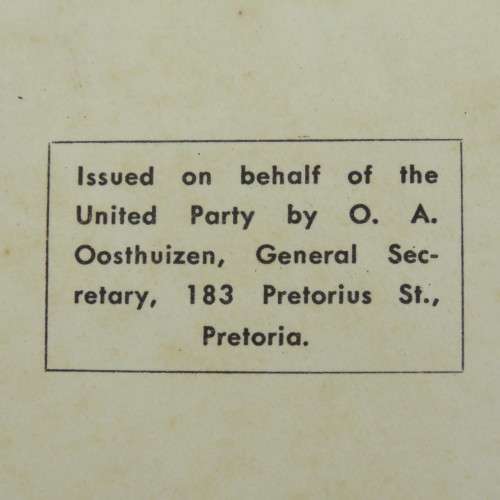 Issued on behalf of the
United Party by O. A.
Oosthuizen, General Sec-
retary, 183 Pretorius St.,
Pretoria.